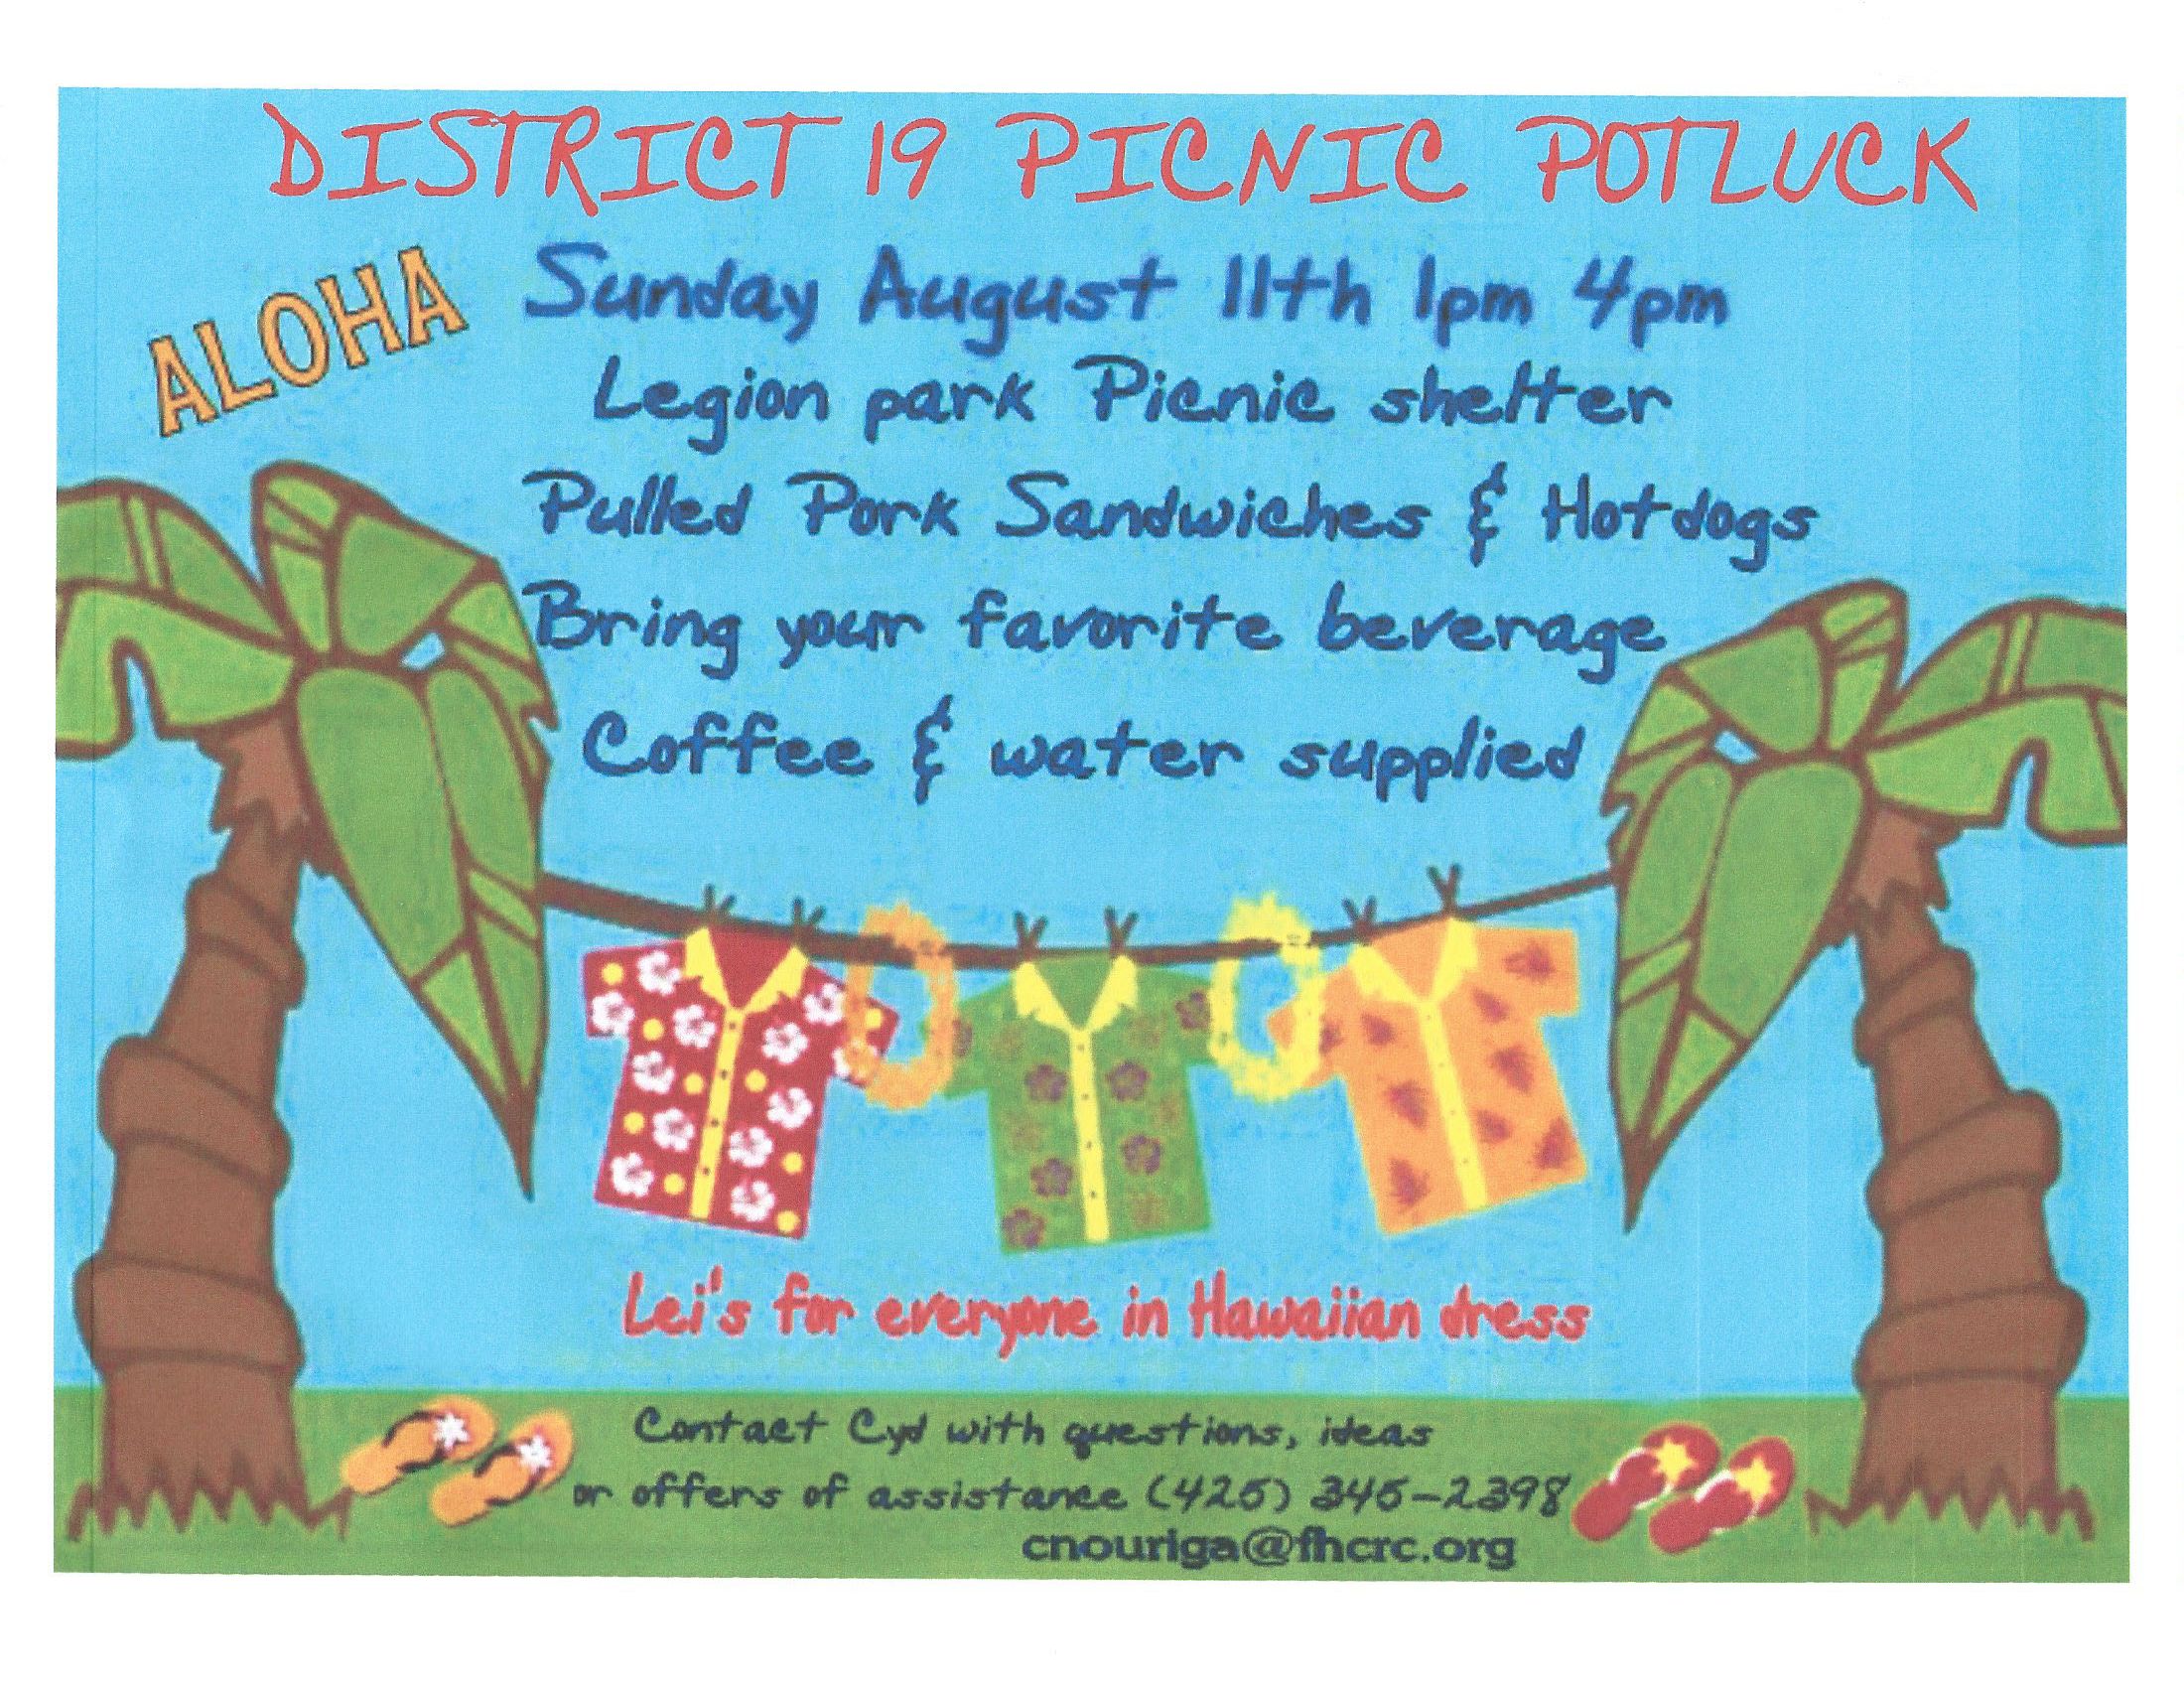 DISTRICT 19 PICNIC POTLUCK
ALOHA
Sunday August 11th 1pm 4pm
Legion park Picnic shelter
Pulled Pork Sandwiches & Hotdogs
Bring your favorite beverage
Coffee & water supplied
Lei's for everyone in Hawaiian dress
Contact Cyd with questions, ideas
or offers of assistance (425) 345-2398
cnouriga@fhcrc.org